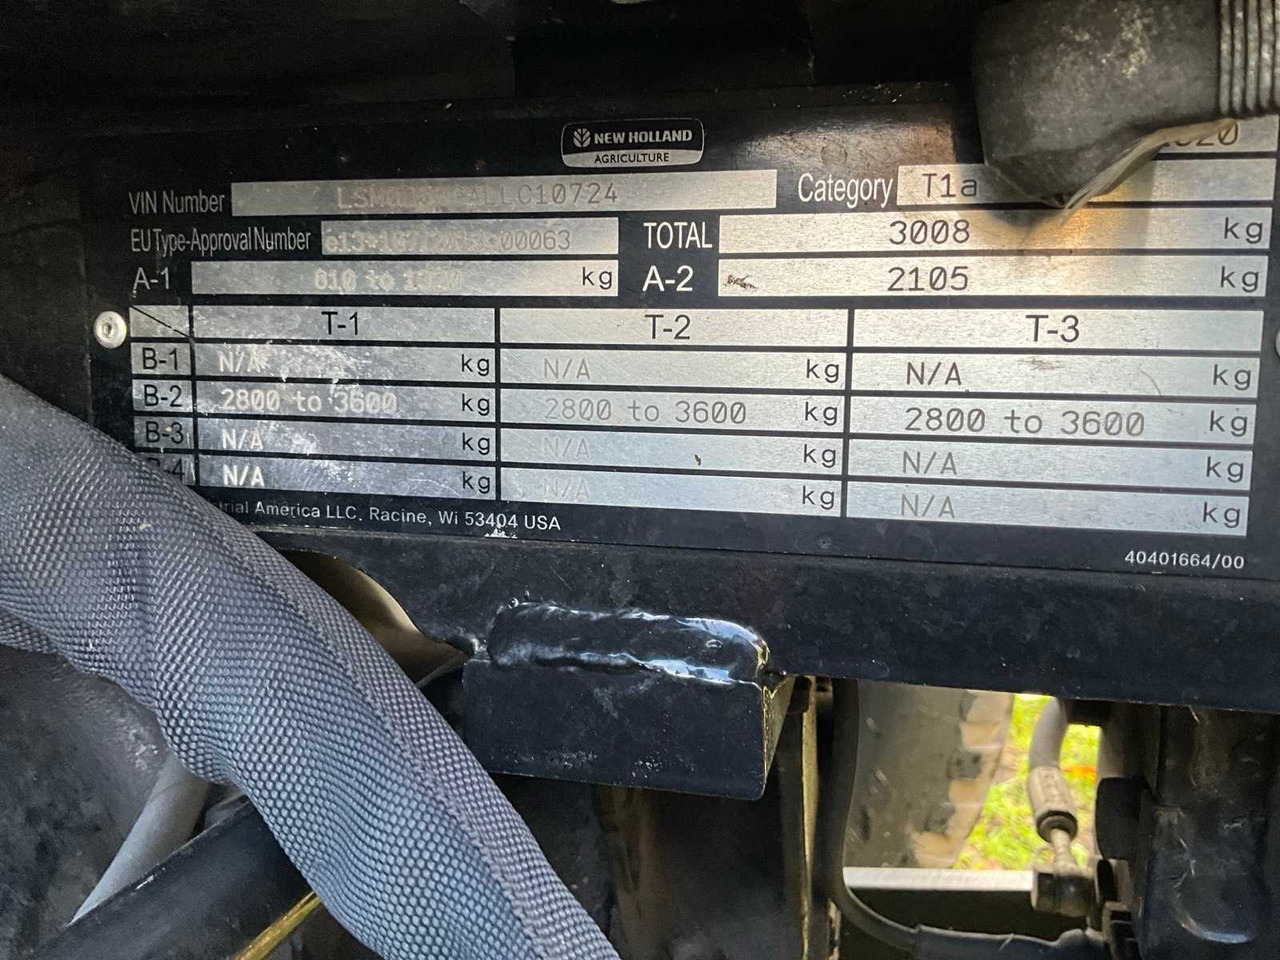 NEW HOLLAND
AGRICULTURE
VIN Number Category T1a
EU Type-Approval Number TOTAL 3008 kg
A-1 810 to kg A-2 2105 kg
T-1 T-2 T-3
B-1 N/A kg N/A kg N/A kg
B-2 2800 to 3600 kg 2800 to 3600 kg 2800 to 3600 kg
B-3 N/A kg N/A kg N/A kg
N/A kg N/A kg N/A kg
America LLC, Racine, Wi 53404 USA
40401664/00